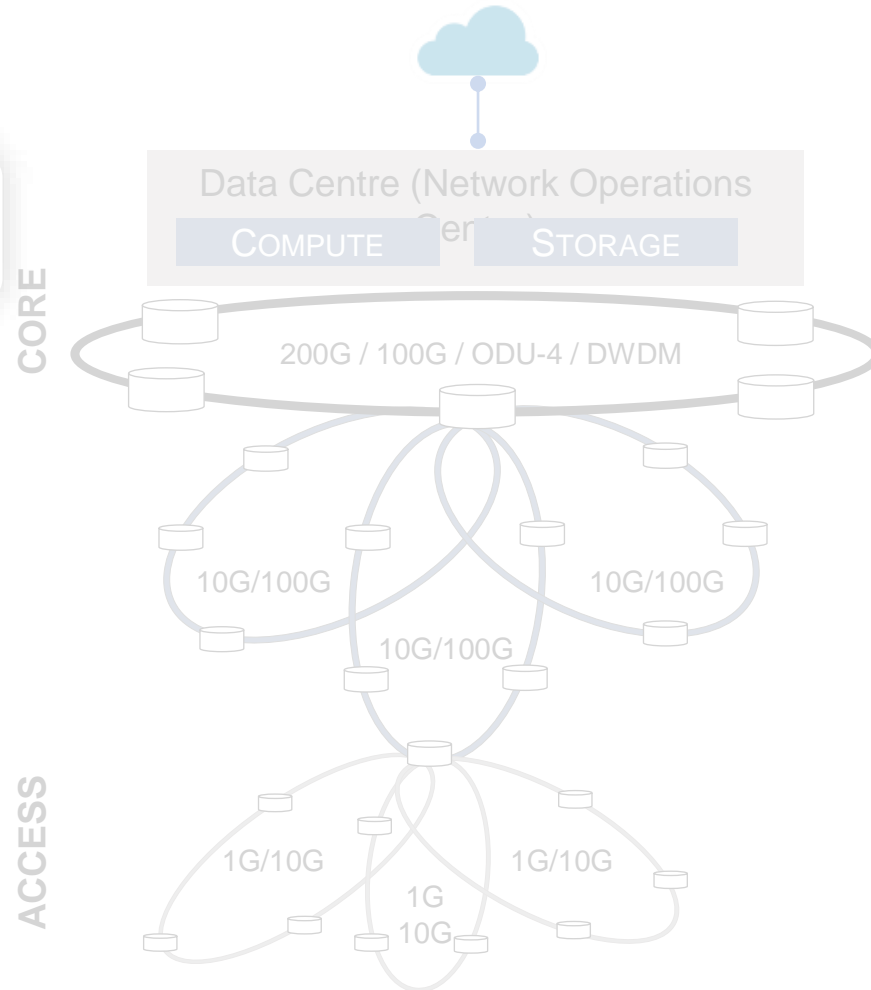 Data Centre (Network Operations
COMPUTE
STORAGE
CORE
200G / 100G / ODU-4 / DWDM
10G/100G
10G/100G
10G/100G
ACCESS
1G/10G
1G/10G
1G
10G